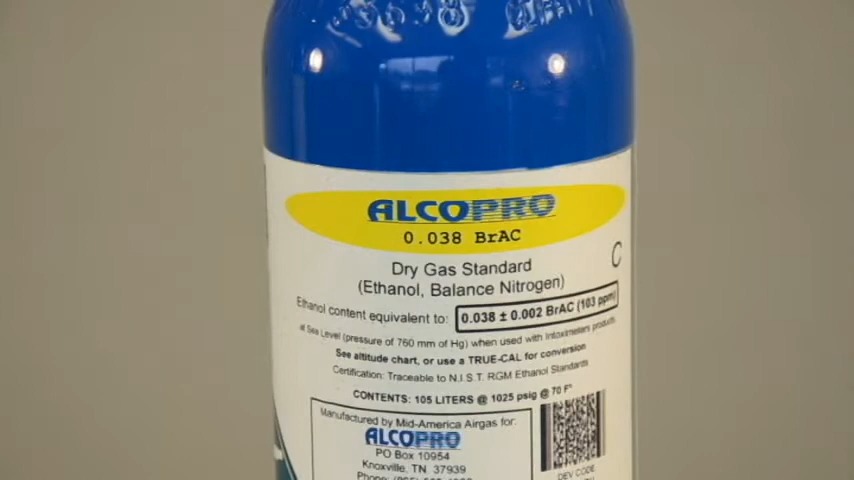 ALCOPRO
0.038 BrAC
C
Dry Gas Standard
(Ethanol, Balance Nitrogen)
Ethanol content equivalent to: 0.038 ± 0.002 BrAC (103 ppm)
at Sea Level (pressure of 760 mm of Hg) when used with Intoximeters products.
See altitude chart, or use a TRUE-CAL for conversion
Certification: Traceable to N.I.S.T. RGM Ethanol Standards
CONTENTS: 105 LITERS @ 1025 psig @ 70 F°
Manufactured by Mid-America Airgas for:
ALCOPRO
PO Box 10954
Knoxville, TN 37939
Phone:
DEV CODE